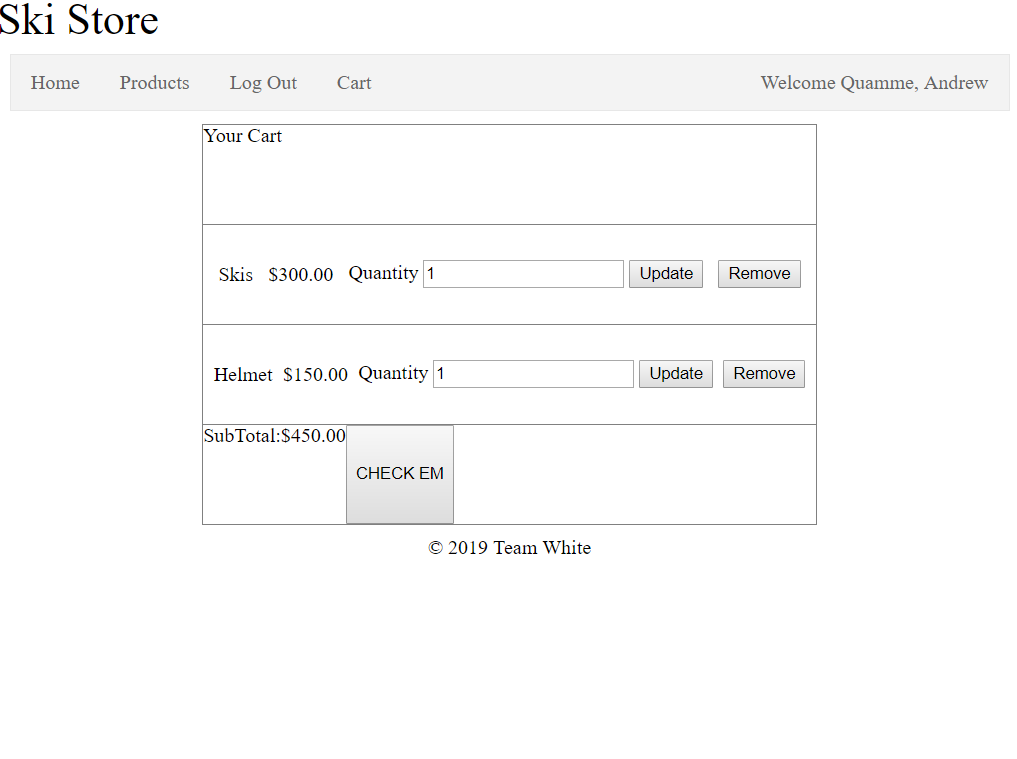 Ski Store
Home Products Log Out Cart Welcome Quamme, Andrew
Your Cart
Skis $300.00 Quantity 1 Update Remove
Helmet $150.00 Quantity 1 Update Remove
SubTotal:$450.00 CHECK EM
© 2019 Team White